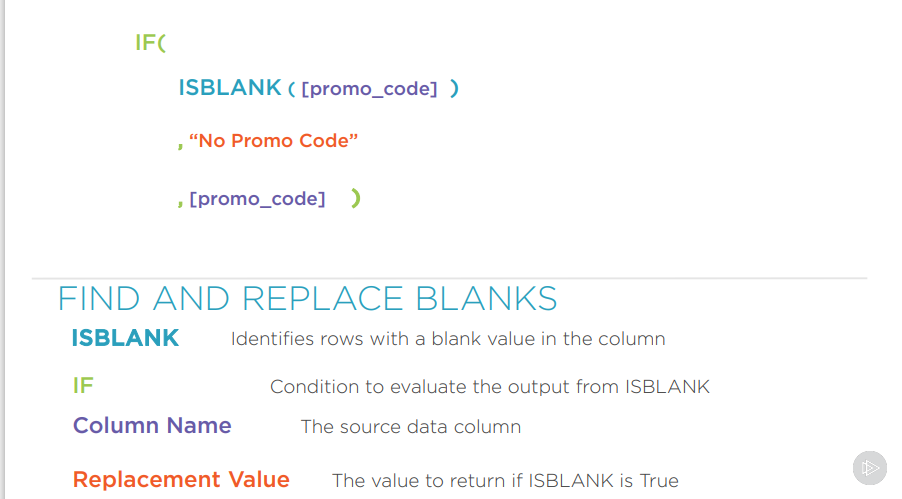 IF(
ISBLANK ( [promo_code] )
, “No Promo Code”
, [promo_code] )
FIND AND REPLACE BLANKS
ISBLANK Identifies rows with a blank value in the column
IF Condition to evaluate the output from ISBLANK
Column Name The source data column
Replacement Value The value to return if ISBLANK is True